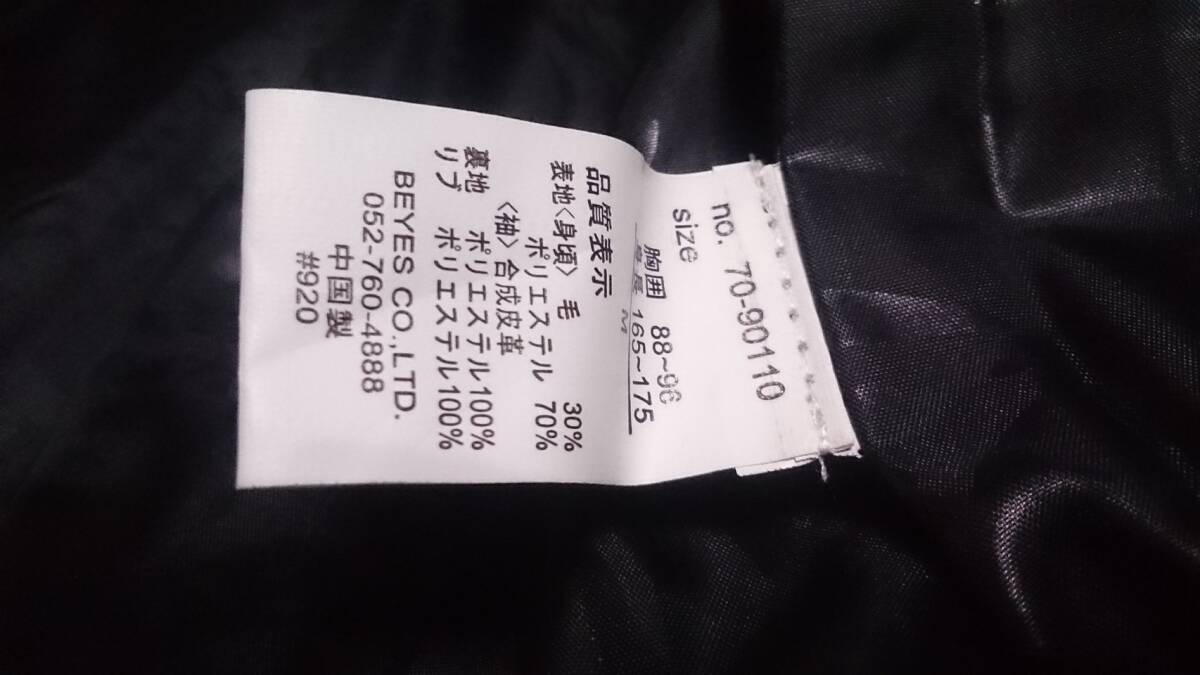 no. 70-90110
size
胸囲 88~96
身長 165~175
M
品質表示
表地〈身頃〉 毛 30%
ポリエステル 70%
〈袖〉合成皮革
裏地 ポリエステル100%
リブ ポリエステル100%
BEYES CO.,LTD.
052-760-4888
中国製
#920